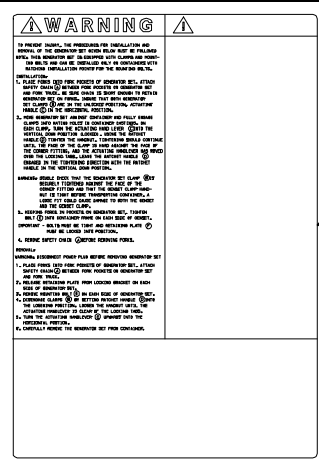 WARNING
TO PREVENT INJURY, THE PROCEDURES FOR INSTALLATION AND
REMOVAL OF THE GENERATOR SET GIVEN BELOW MUST BE FOLLOWED
NOTE: THIS GENERATOR SET IS EQUIPPED WITH CLAMPS AND MOUNT-
ING BOLTS AND CAN BE INSTALLED ONLY ON CONTAINERS WITH
MATCHING INSTALLATION POINTS FOR THE MOUNTING BOLTS.
INSTALLATION:
1. PLACE FORKS INTO FORK POCKETS OF GENERATOR SET. ATTACH
SAFETY CHAIN A BETWEEN FORK POCKETS ON GENERATOR SET
AND FORK TRUCK. BE SURE CHAIN IS SHORT ENOUGH TO RETAIN
GENERATOR SET ON FORKS. INSURE THAT BOTH GENERATOR
SET CLAMPS B ARE IN THE UNLOCKED POSITION, ACTUATING
HANDLE C IN THE HORIZONTAL POSITION.
2. MOVE GENERATOR SET AGAINST CONTAINER AND FULLY ENGAGE
CLAMPS INTO MATING HOLES IN CONTAINER CASTINGS. ON
EACH CLAMP, TURN THE ACTUATING HAND LEVER C INTO THE
VERTICAL DOWN POSITION (LOCKED). USING THE RATCHET
HANDLE D TIGHTEN THE HANDNUT. TIGHTENING SHOULD CONTINUE
UNTIL THE FACE OF THE CLAMP IS HARD AGAINST THE FACE OF
THE CORNER FITTING, AND THE ACTUATING HANDLEVER HAS MOVED
OVER THE LOCKING TABLE. LEAVE THE RATCHET HANDLE D
ENGAGED IN THE TIGHTENING DIRECTION WITH THE RATCHET
HANDLE IN THE VERTICAL DOWN POSITION.
WARNING: DOUBLE CHECK THAT THE GENERATOR SET CLAMP B IS
SECURELY TIGHTENED AGAINST THE FACE OF THE
CORNER FITTING AND THAT THE GENSET CLAMP HAND-
NUT IS TIGHT BEFORE TRANSPORTING CONTAINER. A
LOOSE FIT COULD CAUSE DAMAGE TO BOTH THE GENSET
AND THE GENSET CLAMP.
3. KEEPING FORKS IN POCKETS ON GENERATOR SET, TIGHTEN
BOLT E INTO CONTAINER FRAME ON EACH SIDE OF GENSET.
IMPORTANT - BOLTS MUST BE TIGHT AND RETAINING PLATE F
MUST BE LOCKED INTO POSITION.
4. REMOVE SAFETY CHAIN A BEFORE REMOVING FORKS.
REMOVAL:
WARNING: DISCONNECT POWER PLUG BEFORE REMOVING GENERATOR SET
1. PLACE FORKS INTO FORK POCKETS OF GENERATOR SET. ATTACH
SAFETY CHAIN A BETWEEN FORK POCKETS ON GENERATOR SET
AND FORK TRUCK.
2. RELEASE RETAINING PLATE FROM LOCKING BRACKET ON EACH
SIDE OF GENERATOR SET.
3. REMOVE MOUNTING BOLT E ON EACH SIDE OF GENERATOR SET.
4. DISENGAGE CLAMPS B BY SETTING RATCHET HANDLE D INTO
THE LOOSENING POSITION. LOOSEN THE HANDNUT UNTIL THE
ACTUATING HANDLEVER IS CLEAR OF THE LOCKING TABS.
5. TURN THE ACTUATING HANDLEVER C UPWARDS INTO THE
HORIZONTAL POSITION.
6. CAREFULLY REMOVE THE GENERATOR SET FROM CONTAINER.